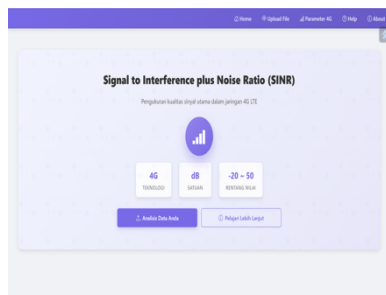 Home Upload File Parameter 4G Help About
Signal to Interference plus Noise Ratio (SINR)
Pengukuran kualitas sinyal utama dalam jaringan 4G LTE
4G dB -20 ~ 50
TEKNOLOGI SATUAN RENTANG NILAI
Analisis Data Anda Pelajari Lebih Lanjut